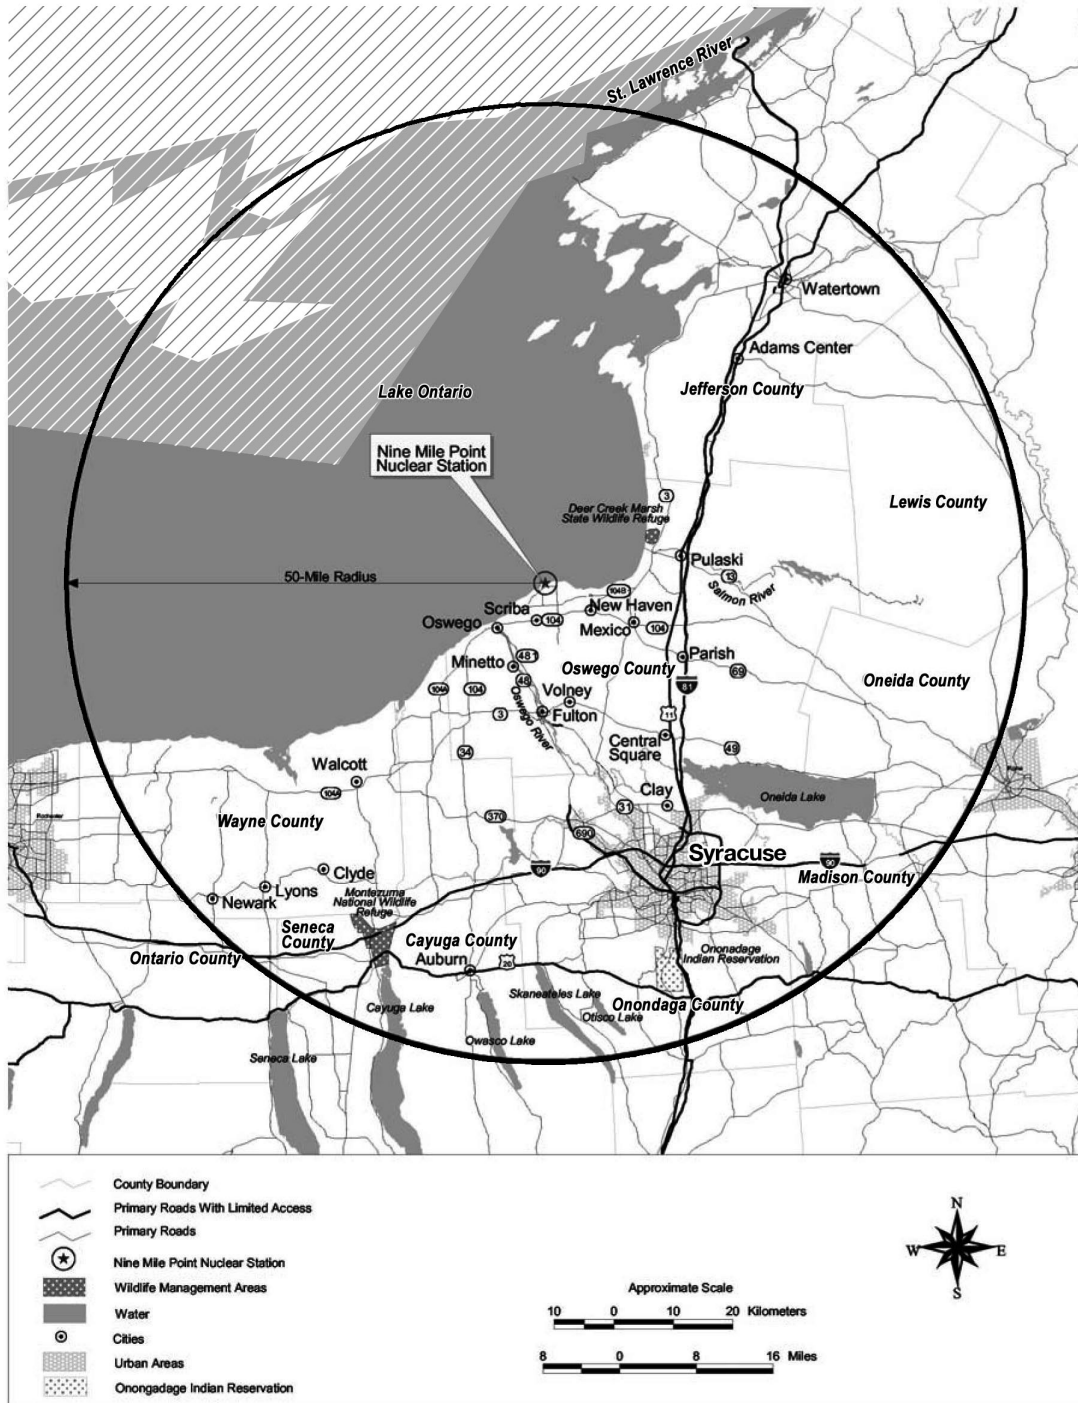 St. Lawrence River
Watertown
Adams Center
Jefferson County
Lake Ontario
Nine Mile Point
Nuclear Station
3
Lewis County
Deer Creek Marsh
State Wildlife Refuge
Pulaski
13
50-Mile Radius
Salmon River
104B
Scriba
New Haven
104
Oswego
Mexico
104
481
Parish
Minetto
Oswego County
69
48
Oneida County
104A
104
81
Volney
Oswego River
3
Fulton
11
Central
Square
49
34
Walcott
Clay
Oneida Lake
104A
31
370
Rochester
Wayne County
690
Syracuse
90
90
Clyde
Madison County
Lyons
Montezuma
National Wildlife
Refuge
Newark
Seneca
County
Cayuga County
Ononadage
Indian Reservation
Ontario County
Auburn
20
Skaneateles Lake
Onondaga County
Cayuga Lake
Otisco Lake
Owasco Lake
Seneca Lake
County Boundary
Primary Roads With Limited Access
Primary Roads
Nine Mile Point Nuclear Station
Wildlife Management Areas
Water
Cities
Urban Areas
Onongadage Indian Reservation
Approximate Scale
10 0 10 20 Kilometers
8 0 8 16 Miles
N
W E
S